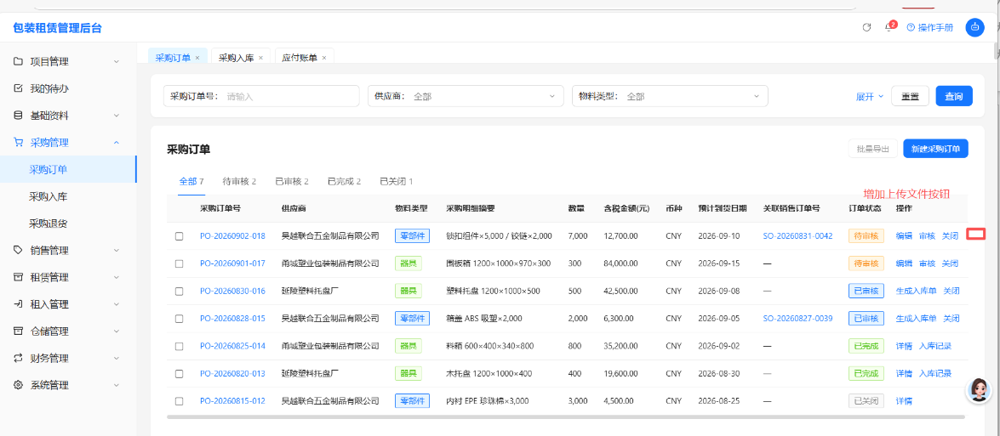 包装租赁管理后台
2
操作手册
项目管理
我的待办
基础资料
采购管理
采购订单
采购入库
采购退货
销售管理
租赁管理
租入管理
仓储管理
财务管理
系统管理
采购订单 × 采购入库 × 应付账单 ×
采购订单号: 请输入 供应商: 全部 物料类型: 全部 展开 重置 查询
采购订单 批量导出 新建采购订单
全部 7 待审核 2 已审核 2 已完成 2 已关闭 1
增加上传文件按钮
采购订单号 供应商 物料类型 采购明细摘要 数量 含税金额(元) 币种 预计到货日期 关联销售订单号 订单状态 操作
PO-20260902-018 吴越联合五金制品有限公司 零部件 锁扣组件×5,000 / 铰链×2,000 7,000 12,700.00 CNY 2026-09-10 SO-20260831-0042 待审核 编辑 审核 关闭
PO-20260901-017 甬城塑业包装制品有限公司 器具 围板箱 1200×1000×970×300 300 84,000.00 CNY 2026-09-15 — 待审核 编辑 审核 关闭
PO-20260830-016 延陵塑料托盘厂 器具 塑料托盘 1200×1000×500 500 42,500.00 CNY 2026-09-08 — 已审核 生成入库单 关闭
PO-20260828-015 吴越联合五金制品有限公司 零部件 箱盖 ABS 吸塑×2,000 2,000 6,300.00 CNY 2026-09-05 SO-20260827-0039 已审核 生成入库单 关闭
PO-20260825-014 甬城塑业包装制品有限公司 器具 料箱 600×400×340×800 800 35,200.00 CNY 2026-09-02 — 已完成 详情 入库记录
PO-20260820-013 延陵塑料托盘厂 器具 木托盘 1200×1000×400 400 19,600.00 CNY 2026-08-30 — 已完成 详情 入库记录
PO-20260815-012 吴越联合五金制品有限公司 零部件 内衬 EPE 珍珠棉×3,000 3,000 4,500.00 CNY 2026-08-25 — 已关闭 详情